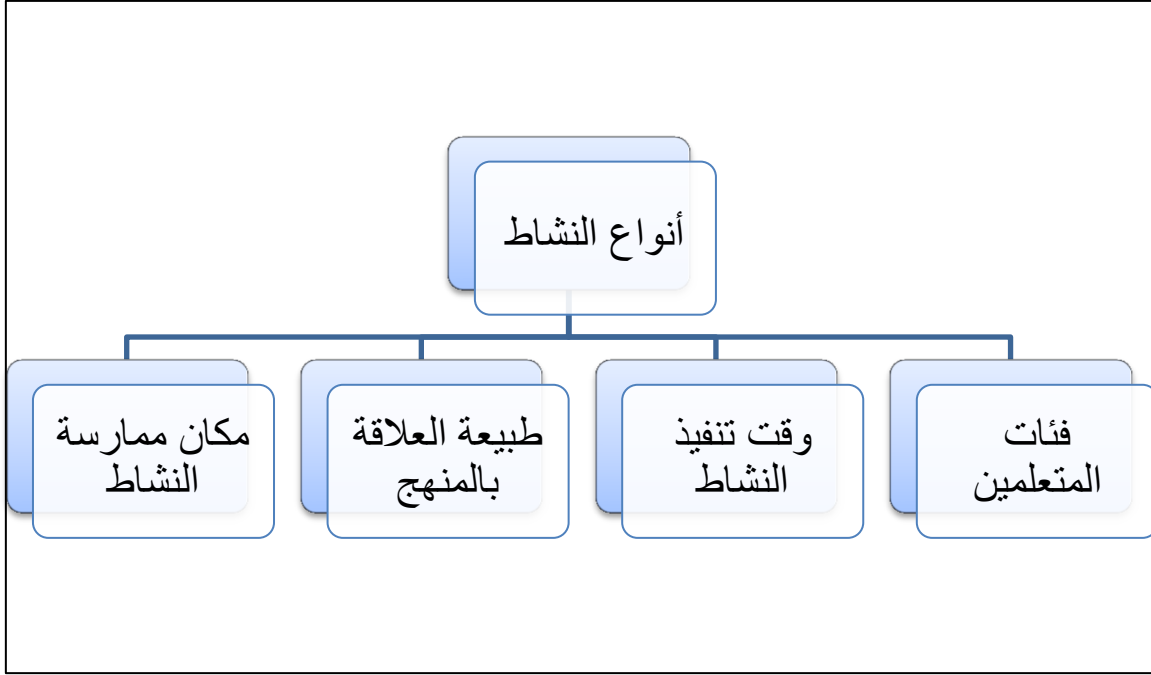 أنواع النشاط
فئات
المتعلمين
وقت تنفيذ
النشاط
طبيعة العلاقة
بالمنهج
مكان ممارسة
النشاط